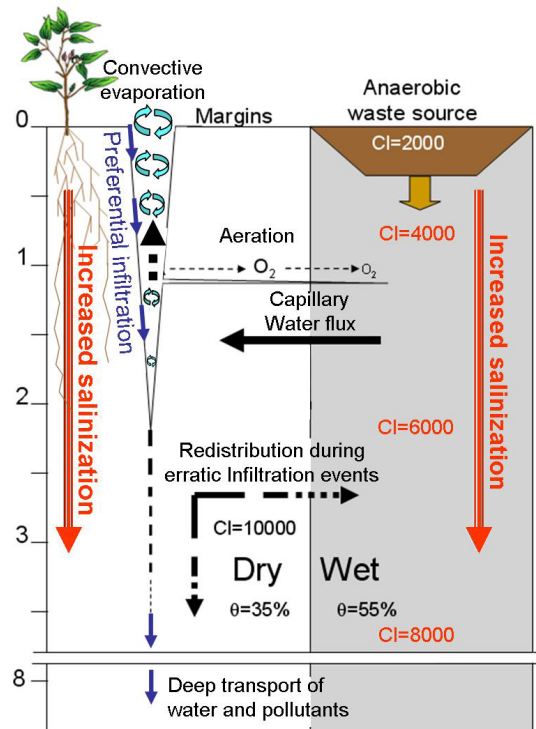 Convective
evaporation
Margins
Anaerobic
waste source
0
Cl=2000
Preferential infiltration
Cl=4000
Aeration
1
O2
O2
Capillary
Water flux
Increased salinization
Increased salinization
2
Cl=6000
Redistribution during
erratic Infiltration events
3
Cl=10000
Dry Wet
θ=35% θ=55%
Cl=8000
8
Deep transport of
water and pollutants